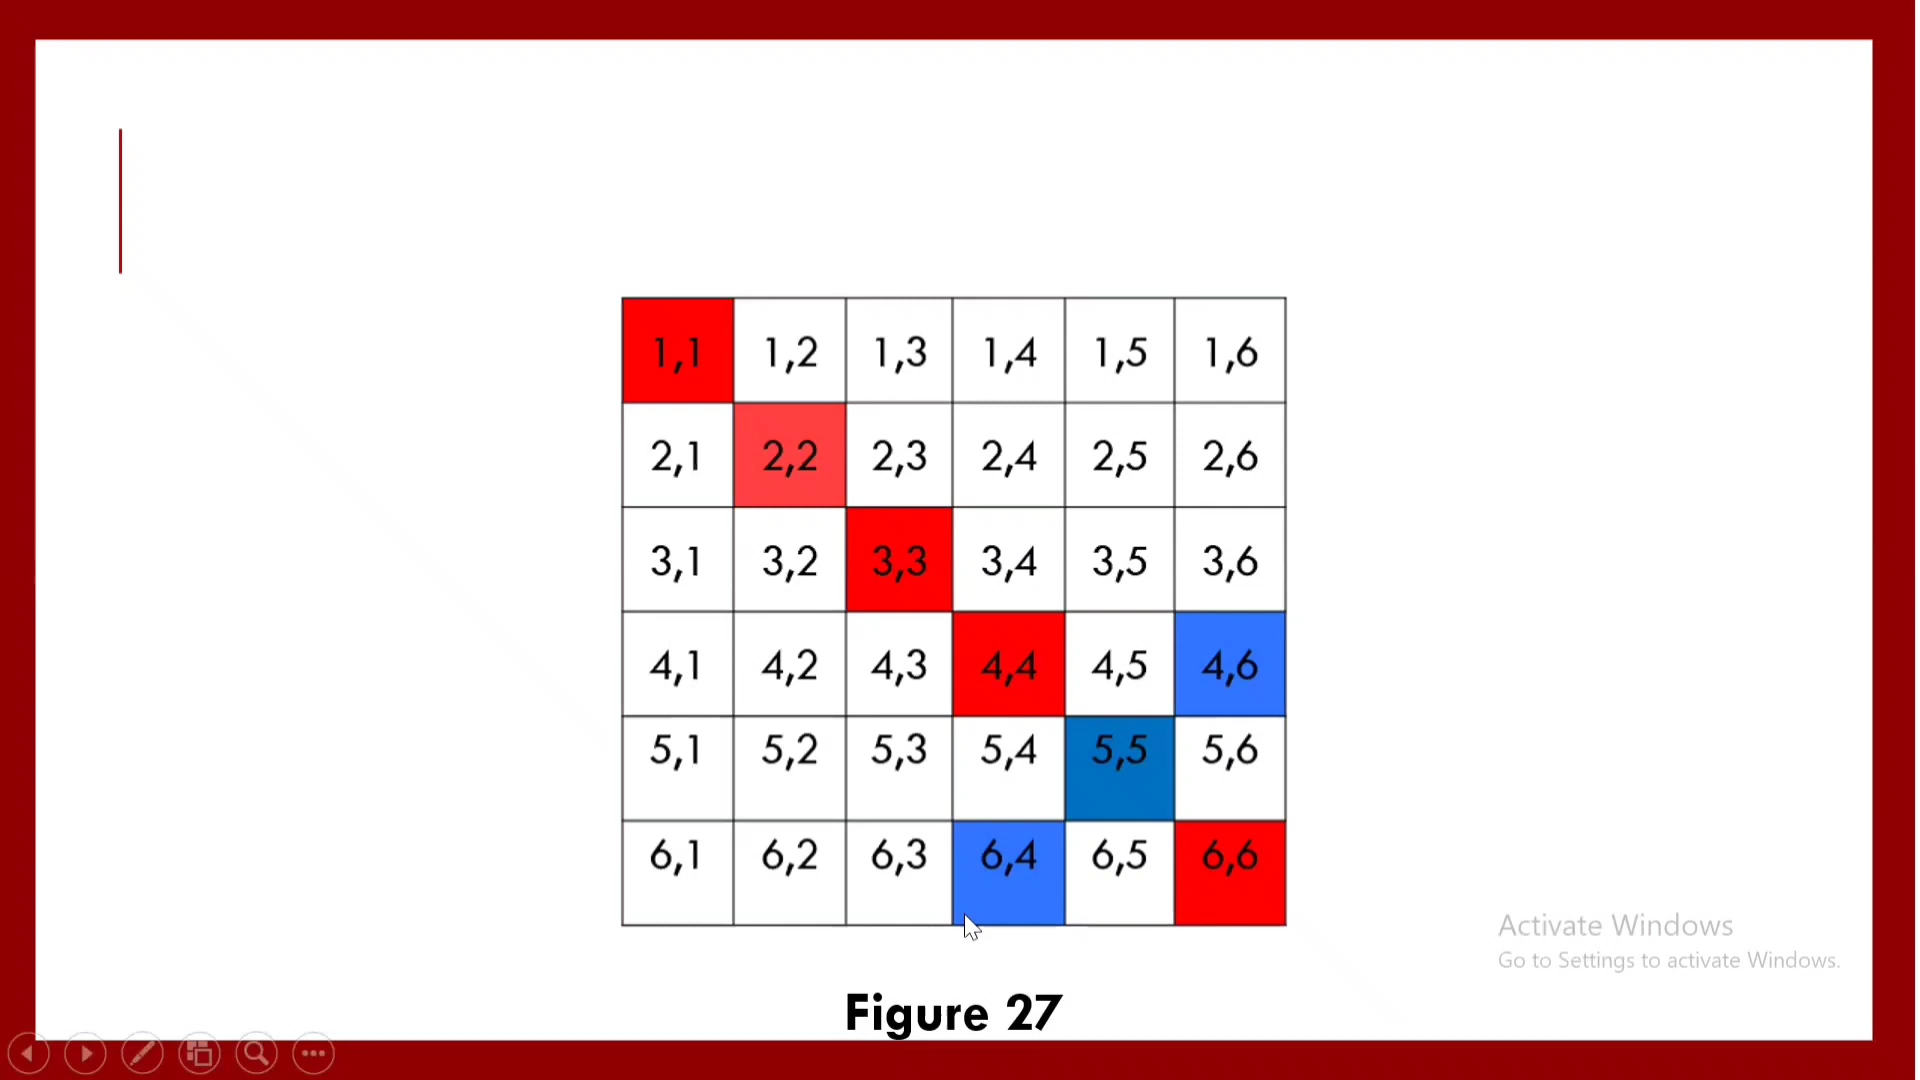 1,1 1,2 1,3 1,4 1,5 1,6
2,1 2,2 2,3 2,4 2,5 2,6
3,1 3,2 3,3 3,4 3,5 3,6
4,1 4,2 4,3 4,4 4,5 4,6
5,1 5,2 5,3 5,4 5,5 5,6
6,1 6,2 6,3 6,4 6,5 6,6
Activate Windows
Go to Settings to activate Windows.
Figure 27